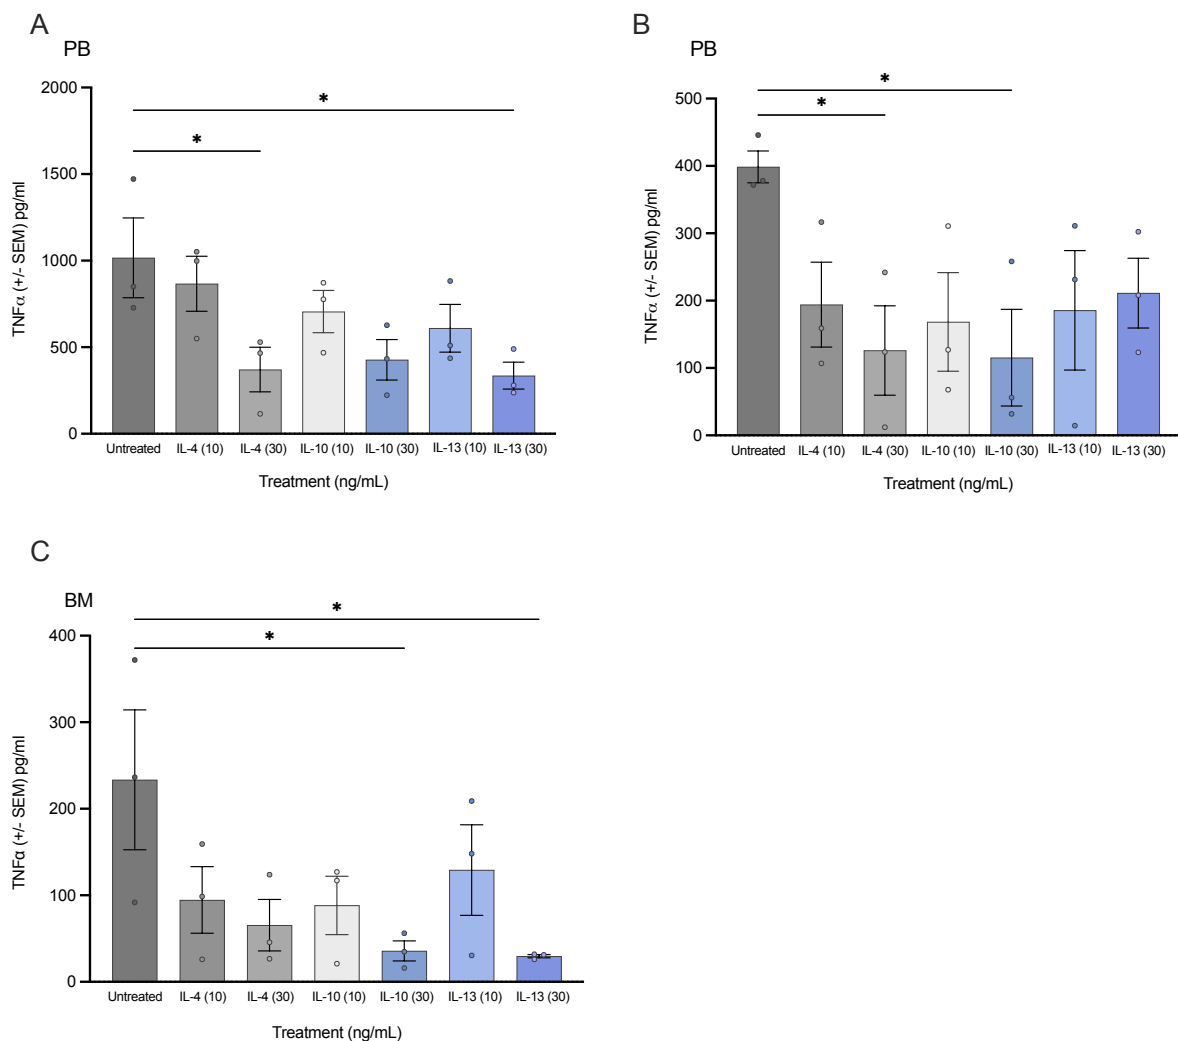 A
PB
*
*
2000
1500
1000
500
0
TNFα (+/- SEM) pg/ml
Untreated IL-4 (10) IL-4 (30) IL-10 (10) IL-10 (30) IL-13 (10) IL-13 (30)
Treatment (ng/mL)
B
PB
*
*
500
400
300
200
100
0
TNFα (+/- SEM) pg/ml
Untreated IL-4 (10) IL-4 (30) IL-10 (10) IL-10 (30) IL-13 (10) IL-13 (30)
Treatment (ng/mL)
C
BM
*
*
400
300
200
100
0
TNFα (+/- SEM) pg/ml
Untreated IL-4 (10) IL-4 (30) IL-10 (10) IL-10 (30) IL-13 (10) IL-13 (30)
Treatment (ng/mL)